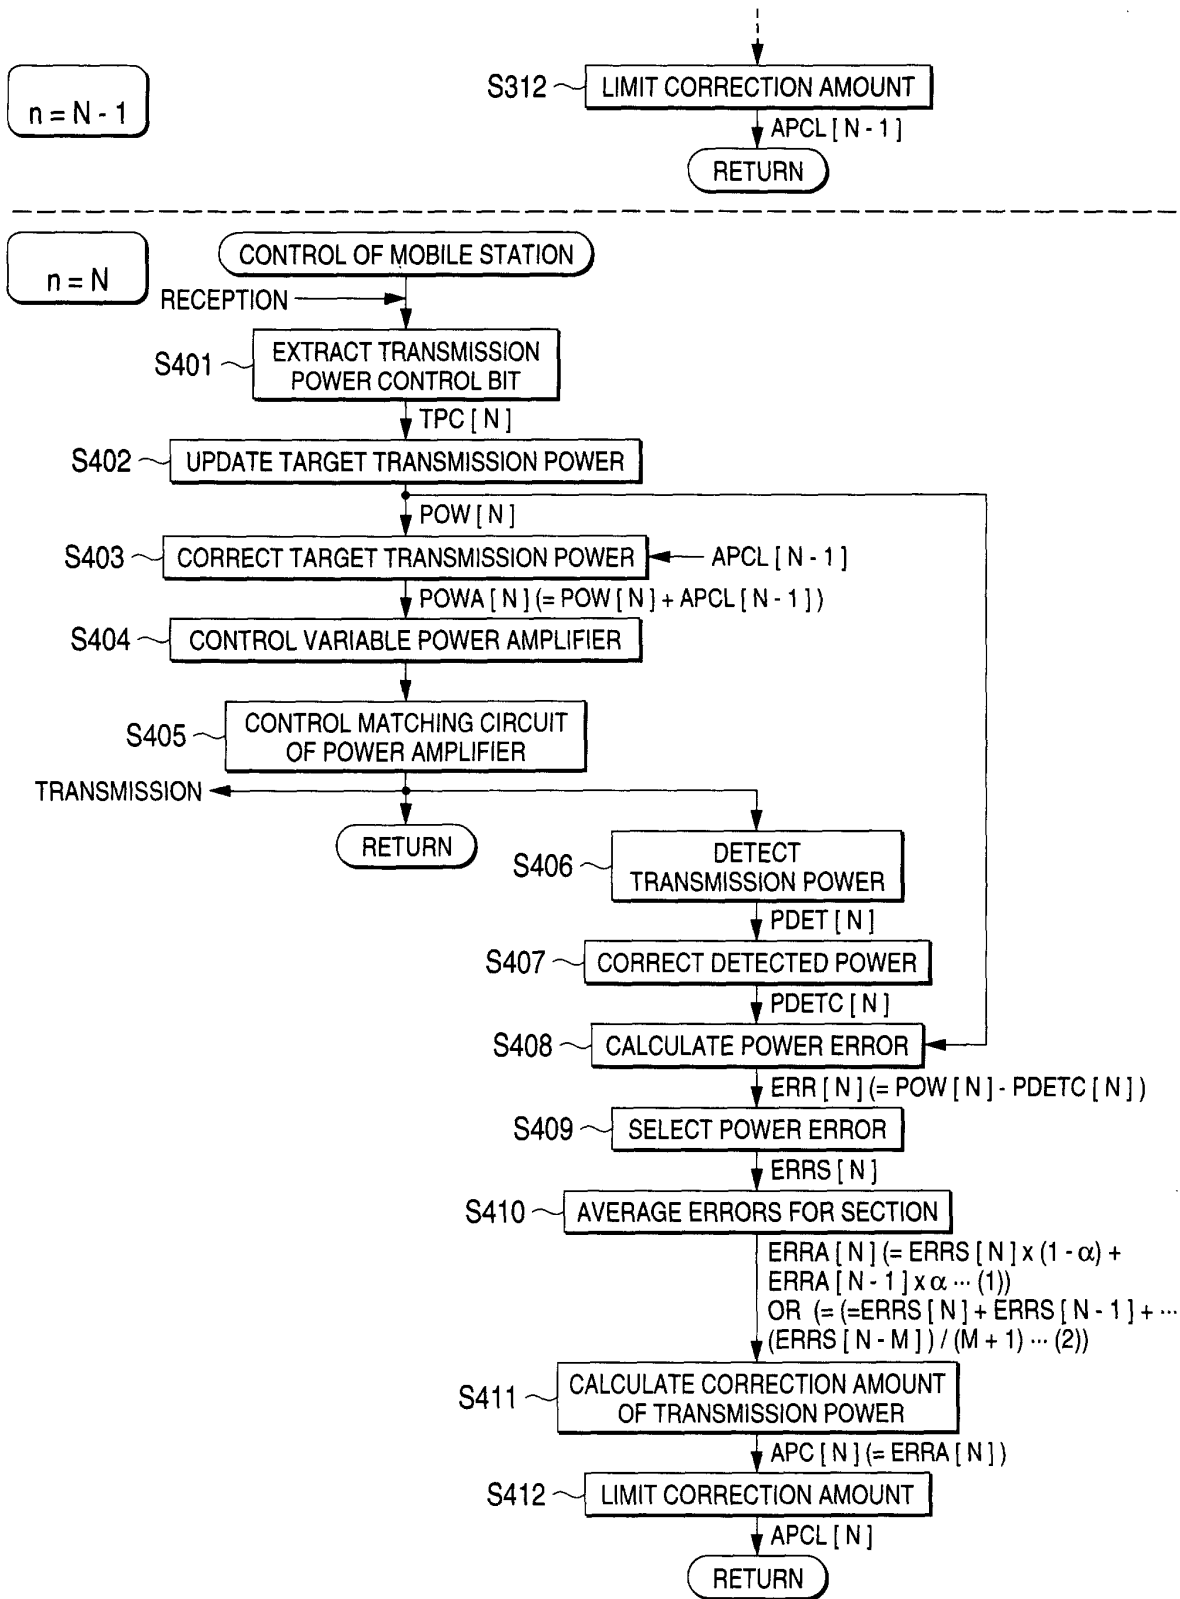 n = N - 1
S312
LIMIT CORRECTION AMOUNT
APCL [ N - 1 ]
RETURN
n = N
CONTROL OF MOBILE STATION
RECEPTION
S401
EXTRACT TRANSMISSION
POWER CONTROL BIT
TPC [ N ]
S402
UPDATE TARGET TRANSMISSION POWER
POW [ N ]
S403
CORRECT TARGET TRANSMISSION POWER
APCL [ N - 1 ]
POWA [ N ] (= POW [ N ] + APCL [ N - 1 ] )
S404
CONTROL VARIABLE POWER AMPLIFIER
S405
CONTROL MATCHING CIRCUIT
OF POWER AMPLIFIER
TRANSMISSION
RETURN
S406
DETECT
TRANSMISSION POWER
PDET [ N ]
S407
CORRECT DETECTED POWER
PDETC [ N ]
S408
CALCULATE POWER ERROR
ERR [ N ] (= POW [ N ] - PDETC [ N ] )
S409
SELECT POWER ERROR
ERRS [ N ]
S410
AVERAGE ERRORS FOR SECTION
ERRA [ N ] (= ERRS [ N ] x (1 - α) +
ERRA [ N - 1 ] x α ··· (1))
OR (= (=ERRS [ N ] + ERRS [ N - 1 ] + ···
(ERRS [ N - M ] ) / (M + 1) ··· (2))
S411
CALCULATE CORRECTION AMOUNT
OF TRANSMISSION POWER
APC [ N ] (= ERRA [ N ] )
S412
LIMIT CORRECTION AMOUNT
APCL [ N ]
RETURN